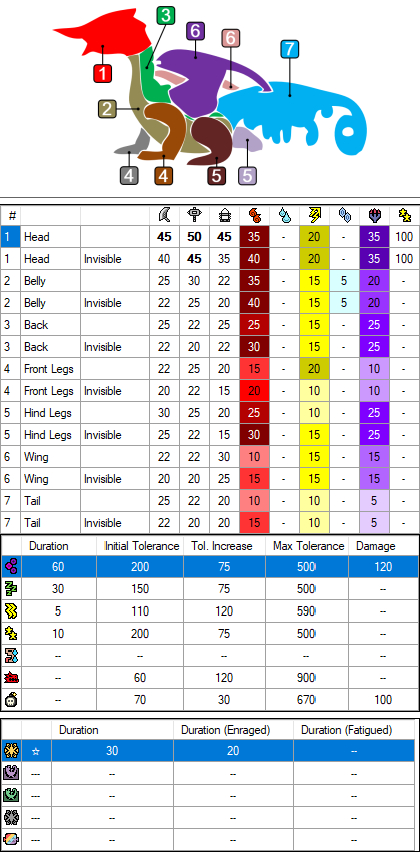 3
6
6
7
1
2
4 4 5 5
#
1 Head 45 50 45 35 - 20 - 35 100
1 Head Invisible 40 45 35 40 - 20 - 35 100
2 Belly 25 30 22 35 - 15 5 20 -
2 Belly Invisible 22 25 20 40 - 15 5 20 -
3 Back 25 22 25 25 - 15 - 25 -
3 Back Invisible 22 20 22 30 - 15 - 25 -
4 Front Legs 22 25 20 15 - 20 - 10 -
4 Front Legs Invisible 20 22 15 20 - 10 - 10 -
5 Hind Legs 30 25 20 25 - 10 - 25 -
5 Hind Legs Invisible 25 22 15 30 - 15 - 25 -
6 Wing 22 22 30 10 - 15 - 15 -
6 Wing Invisible 20 20 25 15 - 15 - 15 -
7 Tail 25 22 20 10 - 10 - 5 -
7 Tail Invisible 22 20 20 15 - 10 - 5 -
Duration Initial Tolerance Tol. Increase Max Tolerance Damage
60 200 75 500 120
30 150 75 500 --
5 110 120 590 --
10 200 75 500 --
-- -- -- -- --
-- 60 120 900 --
-- 70 30 670 100
Duration Duration (Enraged) Duration (Fatigued)
☆ 30 20 --
--- -- -- --
--- -- -- --
--- -- -- --
--- -- -- --